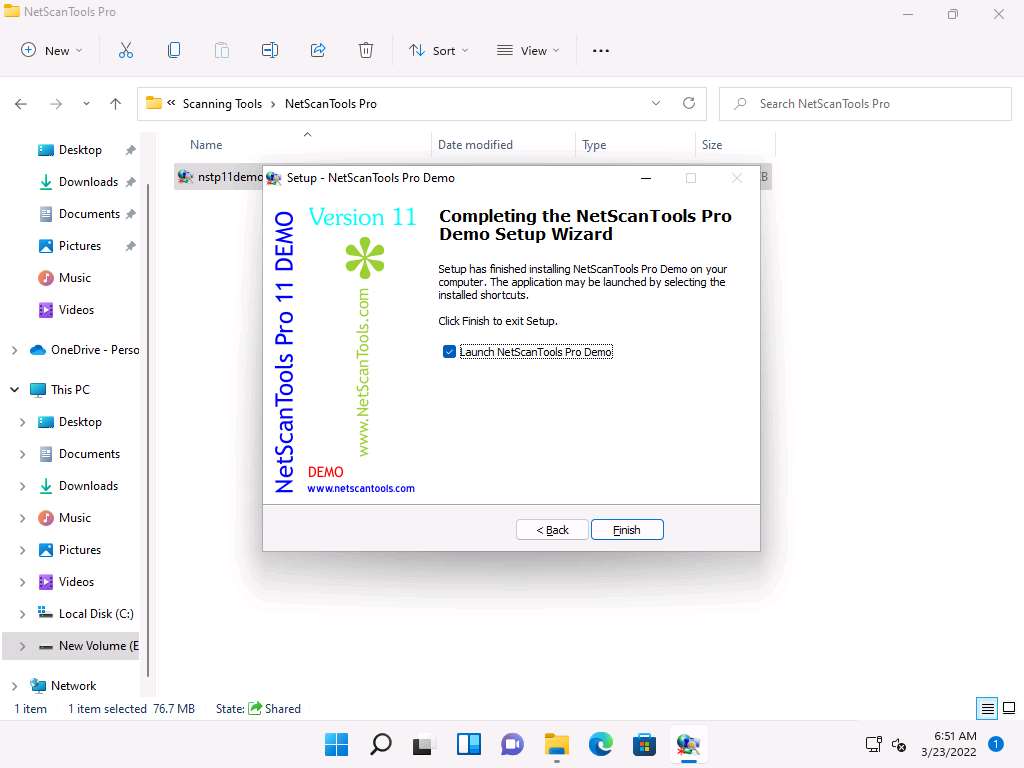 NetScanTools Pro
New
Sort
View
« Scanning Tools > NetScanTools Pro
Search NetScanTools Pro
Name
Date modified
Type
Size
Desktop
Downloads
Documents
Pictures
Music
Videos
OneDrive - Perso
This PC
Desktop
Documents
Downloads
Music
Pictures
Videos
Local Disk (C:)
New Volume (E
Network
nstp11demo
B
Setup - NetScanTools Pro Demo
NetScanTools Pro 11 DEMO
Version 11
www.NetScanTools.com
DEMO
www.netscantools.com
Completing the NetScanTools Pro
Demo Setup Wizard
Setup has finished installing NetScanTools Pro Demo on your
computer. The application may be launched by selecting the
installed shortcuts.
Click Finish to exit Setup.
Launch NetScanTools Pro Demo
< Back
Finish
1 item
1 item selected 76.7 MB
State: Shared
6:51 AM
3/23/2022
1